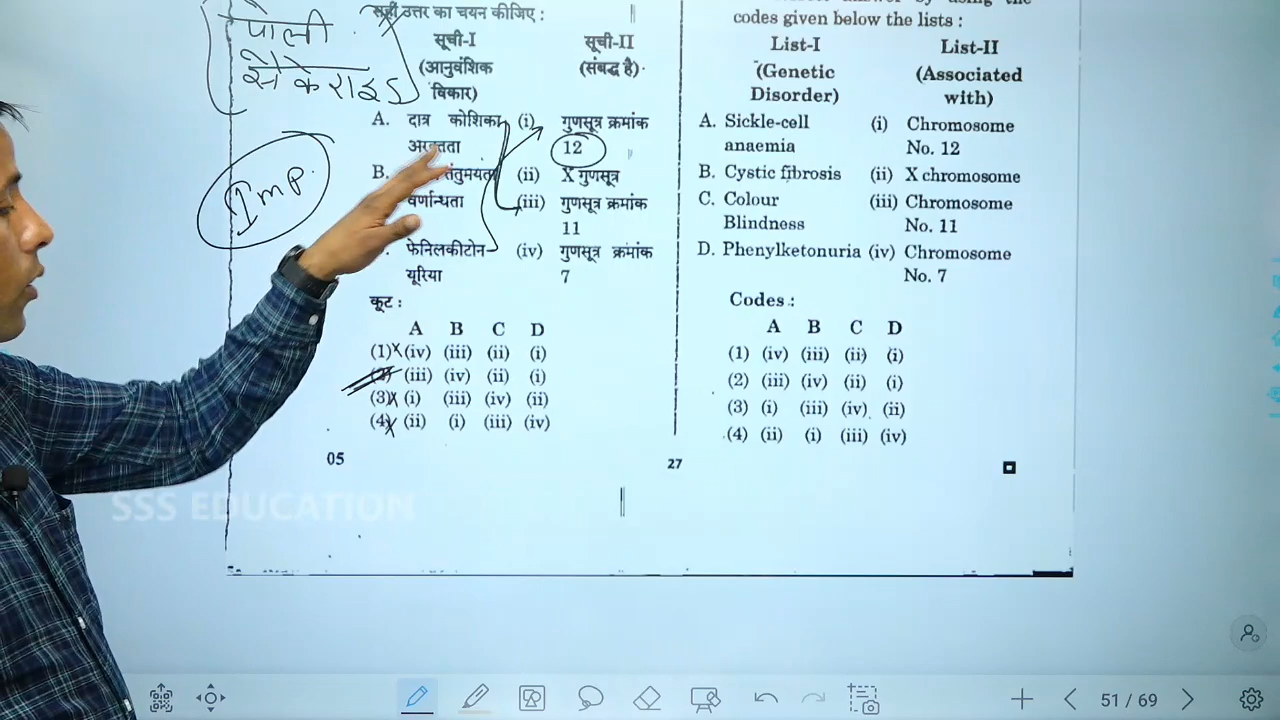 पोली
सैकेराइड
Imp.
सही उत्तर का चयन कीजिए :
सूची-I सूची-II
(आनुवंशिक (संबद्ध है)
विकार)
A. दात्र कोशिका (i) गुणसूत्र क्रमांक
अरक्तता 12
B. तंतुमयता (ii) X गुणसूत्र
वर्णान्धता (iii) गुणसूत्र क्रमांक
11
फेनिलकीटोन- (iv) गुणसूत्र क्रमांक
यूरिया 7
कूट :
A B C D
(1) (iv) (iii) (ii) (i)
(2) (iii) (iv) (ii) (i)
(3) (i) (iii) (iv) (ii)
(4) (ii) (i) (iii) (iv)
05
codes given below the lists :
List-I List-II
(Genetic (Associated
Disorder) with)
A. Sickle-cell (i) Chromosome
anaemia No. 12
B. Cystic fibrosis (ii) X chromosome
C. Colour (iii) Chromosome
Blindness No. 11
D. Phenylketonuria (iv) Chromosome
No. 7
Codes :
A B C D
(1) (iv) (iii) (ii) (i)
(2) (iii) (iv) (ii) (i)
(3) (i) (iii) (iv) (ii)
(4) (ii) (i) (iii) (iv)
27
SSS EDUCATION
51 / 69